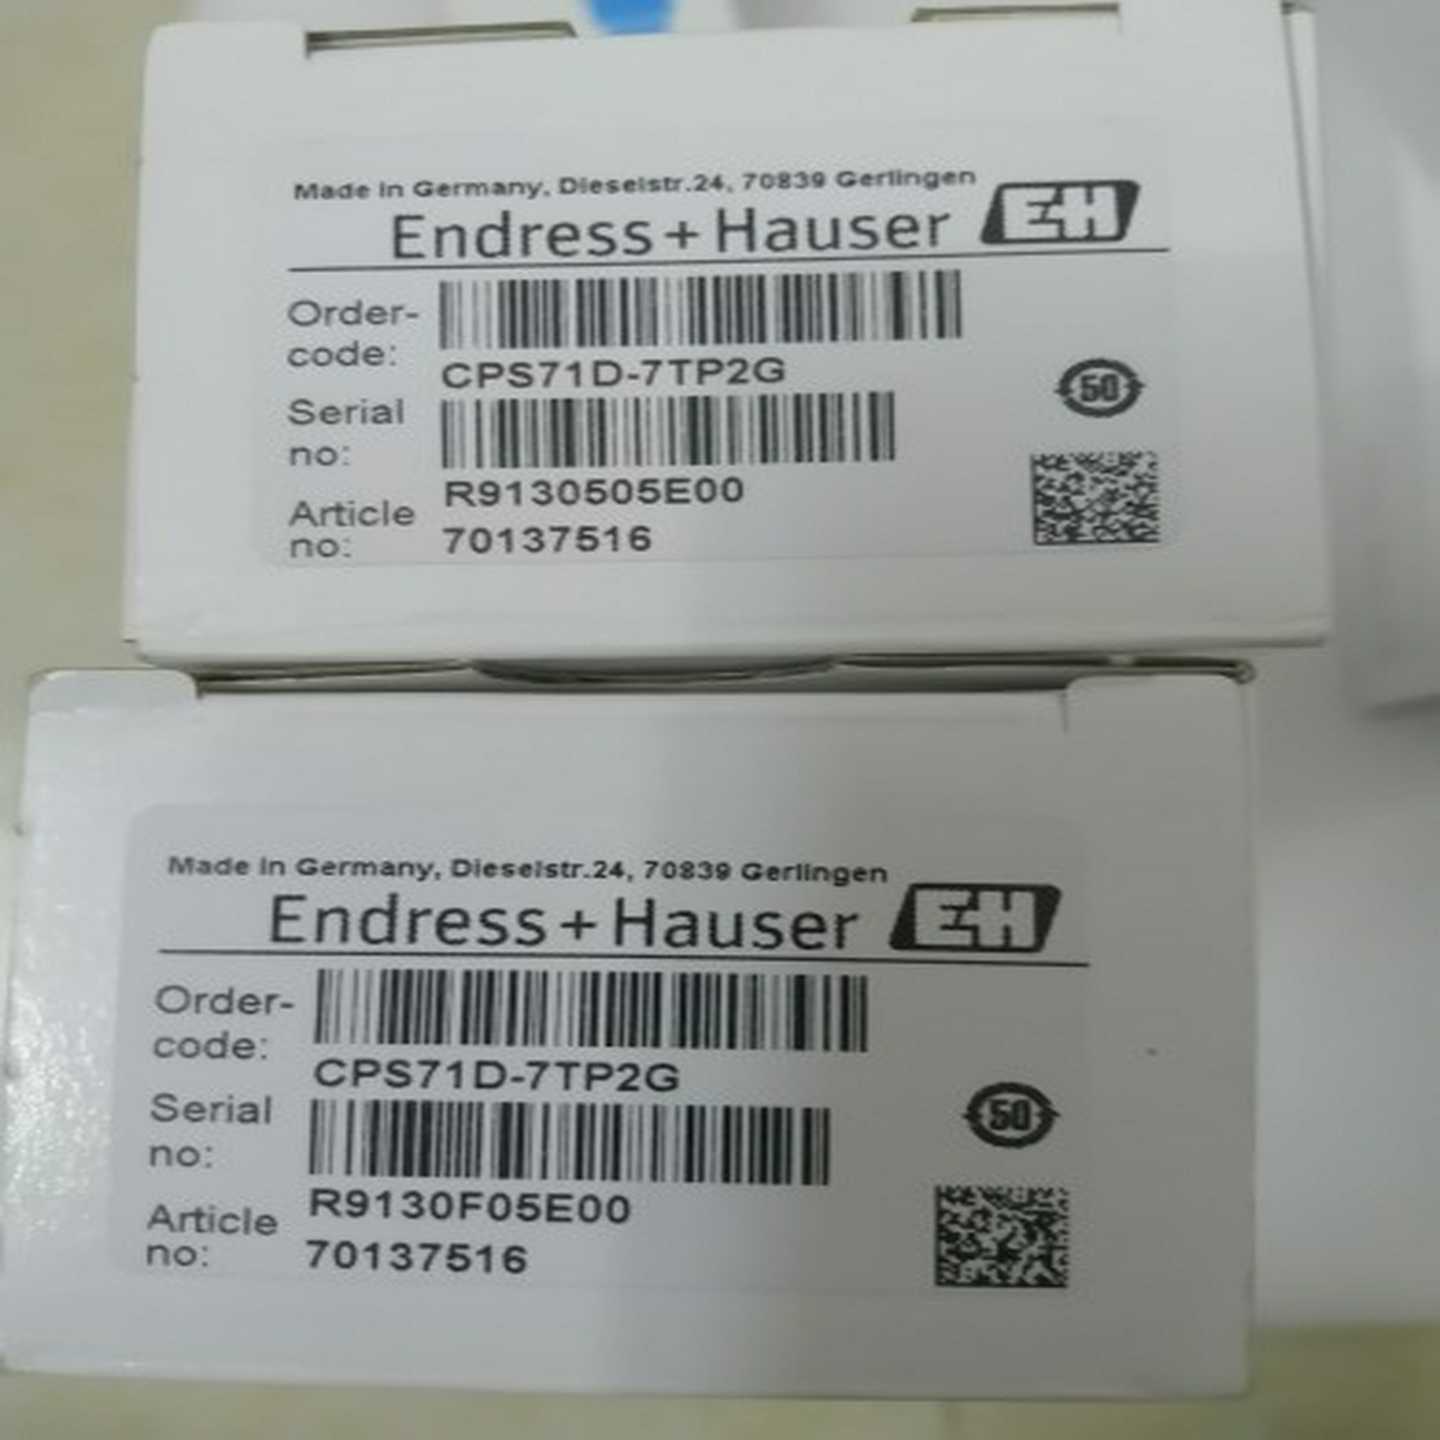 Made in Germany, Dieselstr.24, 70839 Gerlingen
Endress+Hauser EH
Order-
code:
CPS71D-7TP2G
Serial
no:
R9130505E00
50
Article
no:
70137516
Made in Germany, Dieselstr.24, 70839 Gerlingen
Endress+Hauser EH
Order-
code:
CPS71D-7TP2G
Serial
no:
R9130F05E00
50
Article
no:
70137516